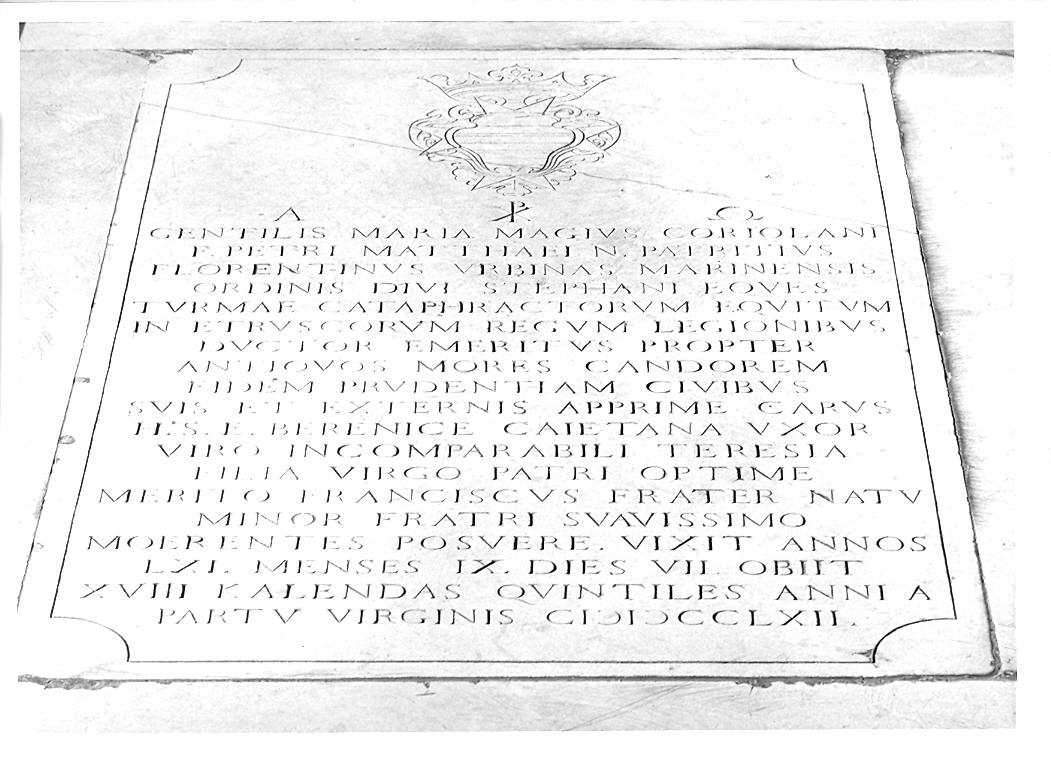 Α ☧ Ω
GENTILIS MARIA MAGIVS CORIOLANI
F. PETRI MATTHAEI N. PATRITIVS
FLORENTINVS VRBINAS MARINENSIS
ORDINIS DIVI STEPHANI EQVES
TVRMAE CATAPHRACTORVM EQVITVM
IN ETRVSCORVM REGVM LEGIONIBVS
DVCTOR EMERITVS PROPTER
ANTIQVOS MORES CANDOREM
FIDEM PRVDENTIAM CIVIBVS
SVIS ET EXTERNIS APPRIME CARVS
H. S. E. BERENICE CAIETANA VXOR
VIRO INCOMPARABILI TERESIA
FILIA VIRGO PATRI OPTIME
MERITO FRANCISCVS FRATER NATV
MINOR FRATRI SVAVISSIMO
MOERENTES POSVERE. VIXIT ANNOS
LXI. MENSES IX. DIES VII. OBIIT
XVIII KALENDAS QVINTILES ANNI A
PARTV VIRGINIS CIƆIƆCCLXII.